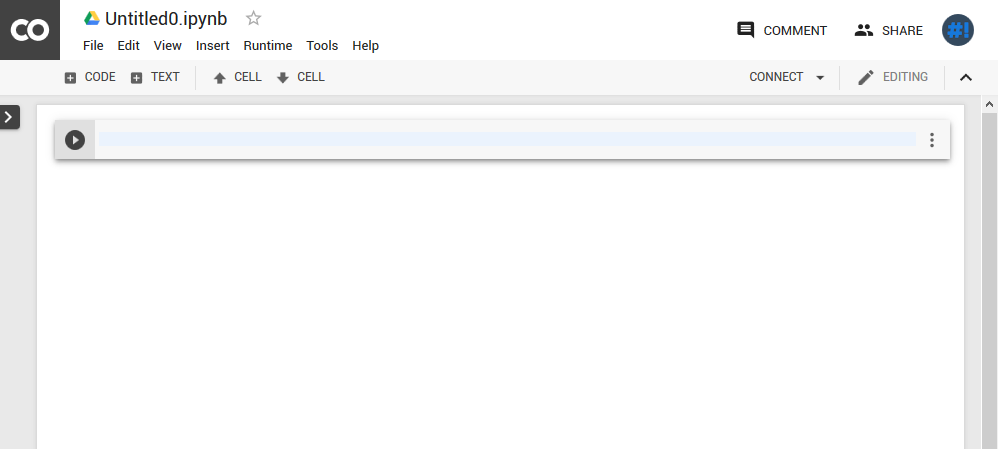 CO Untitled0.ipynb
File Edit View Insert Runtime Tools Help
COMMENT SHARE #!
CODE TEXT CELL CELL CONNECT EDITING